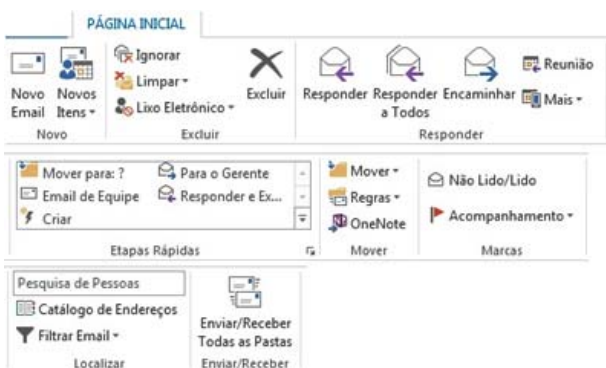 PÁGINA INICIAL
Novo Email
Novos Itens
Ignorar
Limpar
Lixo Eletrônico
Excluir
Responder
Responder a Todos
Encaminhar
Reunião
Mais
Novo
Excluir
Responder
Mover para: ?
Para o Gerente
Email de Equipe
Responder e Ex...
Criar
Etapas Rápidas
Mover
Regras
OneNote
Mover
Não Lido/Lido
Acompanhamento
Marcas
Pesquisa de Pessoas
Catálogo de Endereços
Filtrar Email
Localizar
Enviar/Receber
Todas as Pastas
Enviar/Receber